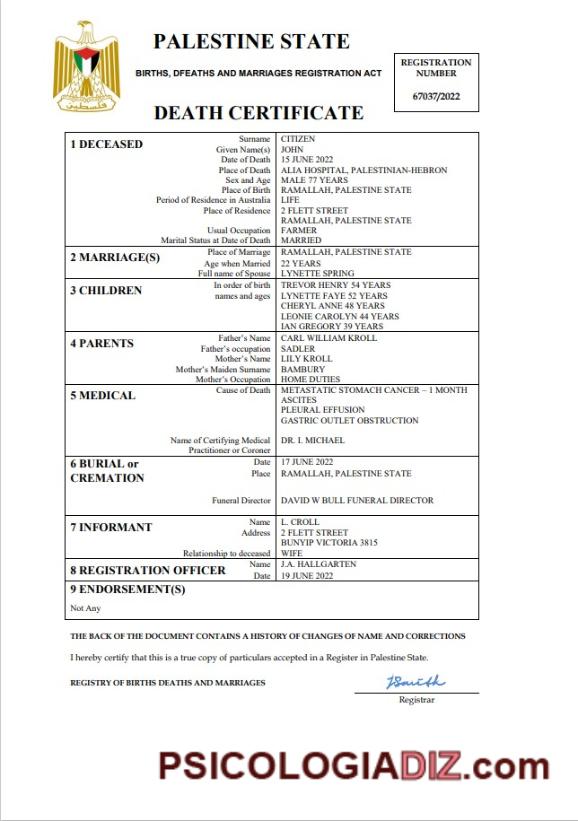 PALESTINE STATE
BIRTHS, DFEATHS AND MARRIAGES REGISTRATION ACT
REGISTRATION
NUMBER
67037/2022
DEATH CERTIFICATE
فلسطين
1 DECEASED
Surname CITIZEN
Given Name(s) JOHN
Date of Death 15 JUNE 2022
Place of Death ALIA HOSPITAL, PALESTINIAN-HEBRON
Sex and Age MALE 77 YEARS
Place of Birth RAMALLAH, PALESTINE STATE
Period of Residence in Australia LIFE
Place of Residence 2 FLETT STREET
RAMALLAH, PALESTINE STATE
Usual Occupation FARMER
Marital Status at Date of Death MARRIED
2 MARRIAGE(S)
Place of Marriage RAMALLAH, PALESTINE STATE
Age when Married 22 YEARS
Full name of Spouse LYNETTE SPRING
3 CHILDREN
In order of birth TREVOR HENRY 54 YEARS
names and ages LYNETTE FAYE 52 YEARS
CHERYL ANNE 48 YEARS
LEONIE CAROLYN 44 YEARS
IAN GREGORY 39 YEARS
4 PARENTS
Father's Name CARL WILLIAM KROLL
Father's occupation SADLER
Mother's Name LILY KROLL
Mother's Maiden Surname BAMBURY
Mother's Occupation HOME DUTIES
5 MEDICAL
Cause of Death METASTATIC STOMACH CANCER – 1 MONTH
ASCITES
PLEURAL EFFUSION
GASTRIC OUTLET OBSTRUCTION
Name of Certifying Medical DR. I. MICHAEL
Practitioner or Coroner
6 BURIAL or
CREMATION
Date 17 JUNE 2022
Place RAMALLAH, PALESTINE STATE
Funeral Director DAVID W BULL FUNERAL DIRECTOR
7 INFORMANT
Name L. CROLL
Address 2 FLETT STREET
BUNYIP VICTORIA 3815
Relationship to deceased WIFE
8 REGISTRATION OFFICER
Name J.A. HALLGARTEN
Date 19 JUNE 2022
9 ENDORSEMENT(S)
Not Any
THE BACK OF THE DOCUMENT CONTAINS A HISTORY OF CHANGES OF NAME AND CORRECTIONS
I hereby certify that this is a true copy of particulars accepted in a Register in Palestine State.
REGISTRY OF BIRTHS DEATHS AND MARRIAGES
Registrar
PSICOLOGIADIZ.com